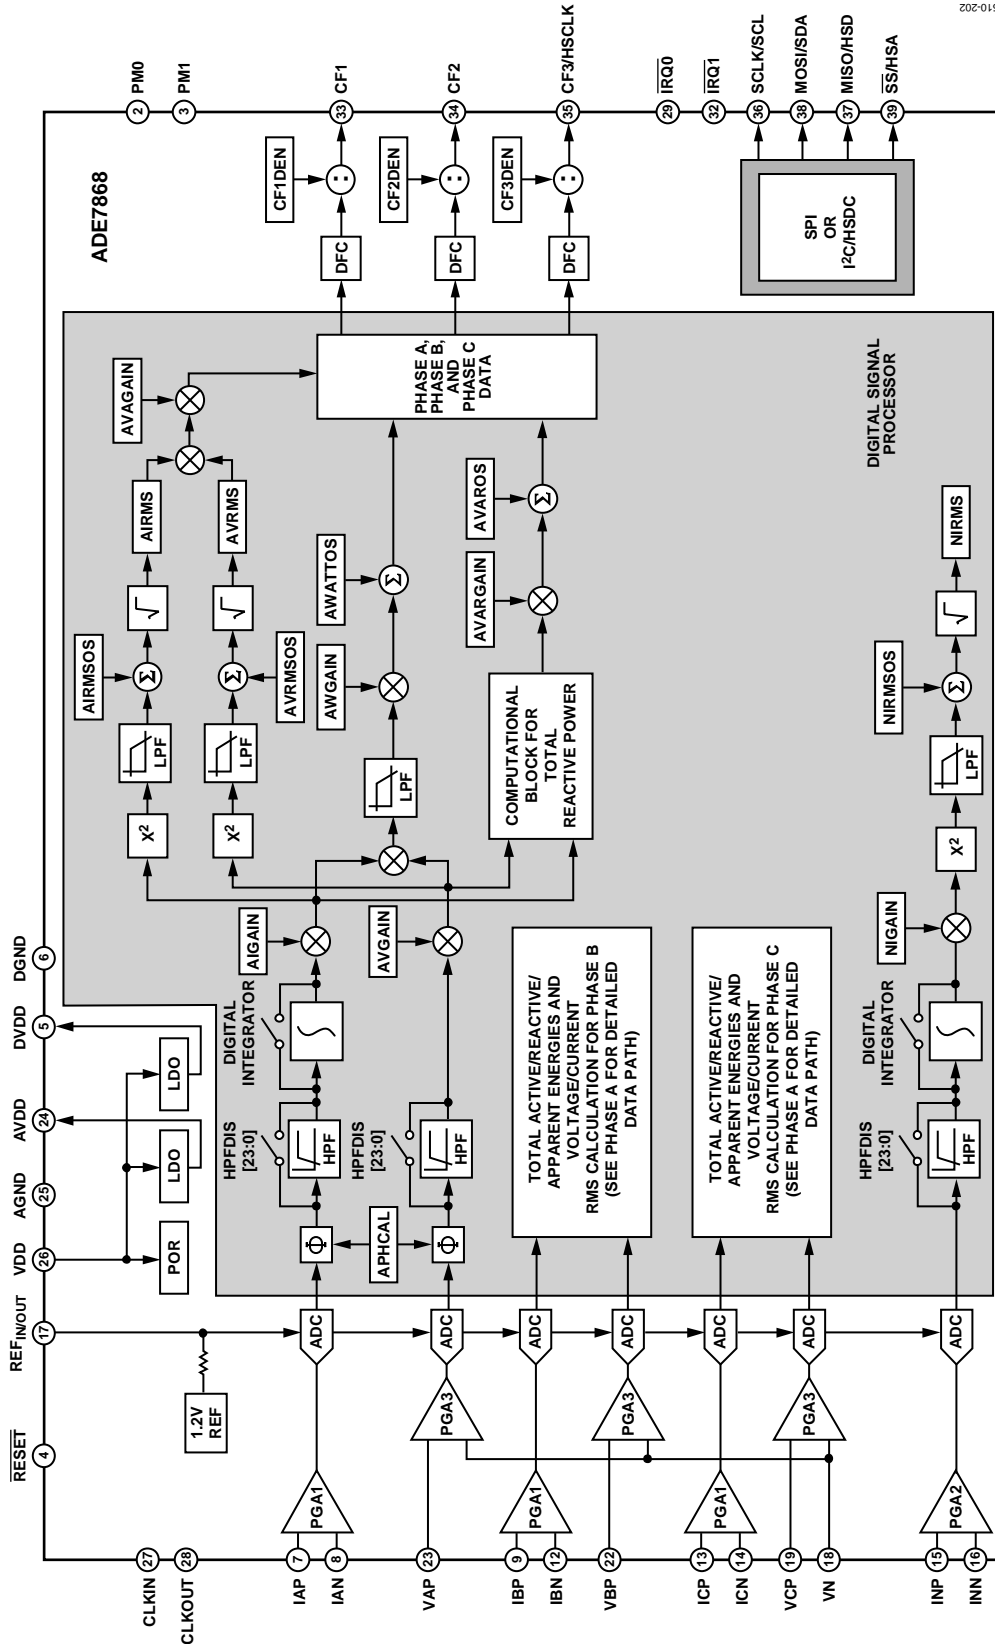 610-202
ADE7868
2
PM0
3
PM1
33
CF1
34
CF2
35
CF3/HSCLK
29
IRQ0
32
IRQ1
36
SCLK/SCL
38
MOSI/SDA
37
MISO/HSD
39
SS/HSA
CF1DEN
CF2DEN
CF3DEN
:
:
:
DFC
DFC
DFC
SPI
OR
I2C/HSDC
DIGITAL SIGNAL
PROCESSOR
PHASE A,
PHASE B,
AND
PHASE C
DATA
AVAGAIN
AIRMS
AVRMS
√
√
AIRMSOS
Σ
Σ
AVRMSOS
LPF
LPF
X2
X2
AWATTOS
Σ
AWGAIN
LPF
AVAROS
Σ
AVARGAIN
COMPUTATIONAL
BLOCK FOR
TOTAL
REACTIVE POWER
NIRMS
√
NIRMSOS
Σ
LPF
X2
NIGAIN
AIGAIN
AVGAIN
DIGITAL
INTEGRATOR
HPFDIS
[23:0]
HPF
HPFDIS
[23:0]
HPF
Φ
APHCAL
Φ
TOTAL ACTIVE/REACTIVE/
APPARENT ENERGIES AND
VOLTAGE/CURRENT
RMS CALCULATION FOR PHASE B
(SEE PHASE A FOR DETAILED
DATA PATH)
TOTAL ACTIVE/REACTIVE/
APPARENT ENERGIES AND
VOLTAGE/CURRENT
RMS CALCULATION FOR PHASE C
(SEE PHASE A FOR DETAILED
DATA PATH)
DIGITAL
INTEGRATOR
HPFDIS
[23:0]
HPF
DGND
6
DVDD
5
AVDD
24
AGND
25
VDD
26
REFIN/OUT
17
RESET
4
LDO
LDO
POR
1.2V
REF
ADC
ADC
ADC
ADC
ADC
ADC
ADC
PGA1
PGA3
PGA1
PGA3
PGA1
PGA3
PGA2
CLKIN
27
CLKOUT
28
IAP
7
IAN
8
VAP
23
IBP
9
IBN
12
VBP
22
ICP
13
ICN
14
VCP
19
VN
18
INP
15
INN
16